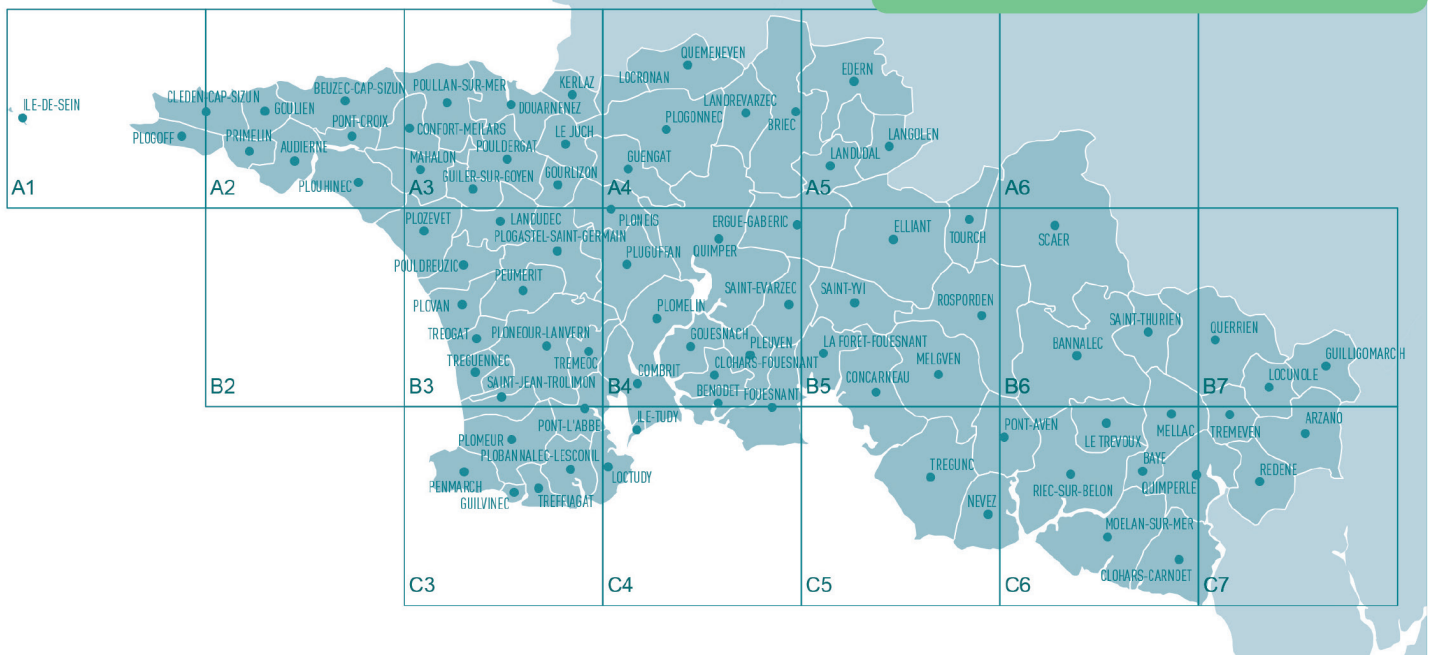 QUEMENEVEN
LOCRONAN
EDERN
KERLAZ
BEUZEC-CAP-SIZUN
POULLAN-SUR-MER
CLEDEN-CAP-SIZUN
ILE-DE-SEIN
GOULIEN
DOUARNENEZ
LANDREVARZEC
BRIEC
PLOGOFF
PRIMELIN
PONT-CROIX
CONFORT-MEILARS
LE JUCH
PLOGONNEC
LANGOLEN
AUDIERNE
MAHALON
POULDERGAT
GUENGAT
LANDUDAL
PLOUHINEC
GUILER-SUR-GOYEN
GOURLIZON
A1
A2
A3
A4
A5
A6
PLOZEVET
LANDUDEC
PLONEIS
ERGUE-GABERIC
ELLIANT
TOURCH
SCAER
PLOGASTEL-SAINT-GERMAIN
PLUGUFFAN
QUIMPER
POULDREUZIC
PEUMERIT
SAINT-EVARZEC
SAINT-YVI
ROSPORDEN
PLOVAN
PLOMELIN
SAINT-THURIEN
QUERRIEN
TREOGAT
PLONEOUR-LANVERN
GOUESNACH
PLEUVEN
LA FORET-FOUESNANT
BANNALEC
GUILLIGOMARCH
TREGUENNEC
TREMEOC
CLOHARS-FOUESNANT
MELGVEN
SAINT-JEAN-TROLIMON
COMBRIT
BENODET
FOUESNANT
CONCARNEAU
LOCUNOLE
B2
B3
B4
B5
B6
B7
PONT-L'ABBE
ILE-TUDY
PONT-AVEN
LE TREVOUX
MELLAC
TREMEVEN
ARZANO
PLOMEUR
PLOBANNALEC-LESCONIL
LOCTUDY
TREGUNC
BAYE
REDENE
PENMARCH
GUILVINEC
TREFFIAGAT
NEVEZ
RIEC-SUR-BELON
QUIMPERLE
MOELAN-SUR-MER
CLOHARS-CARNOET
C3
C4
C5
C6
C7